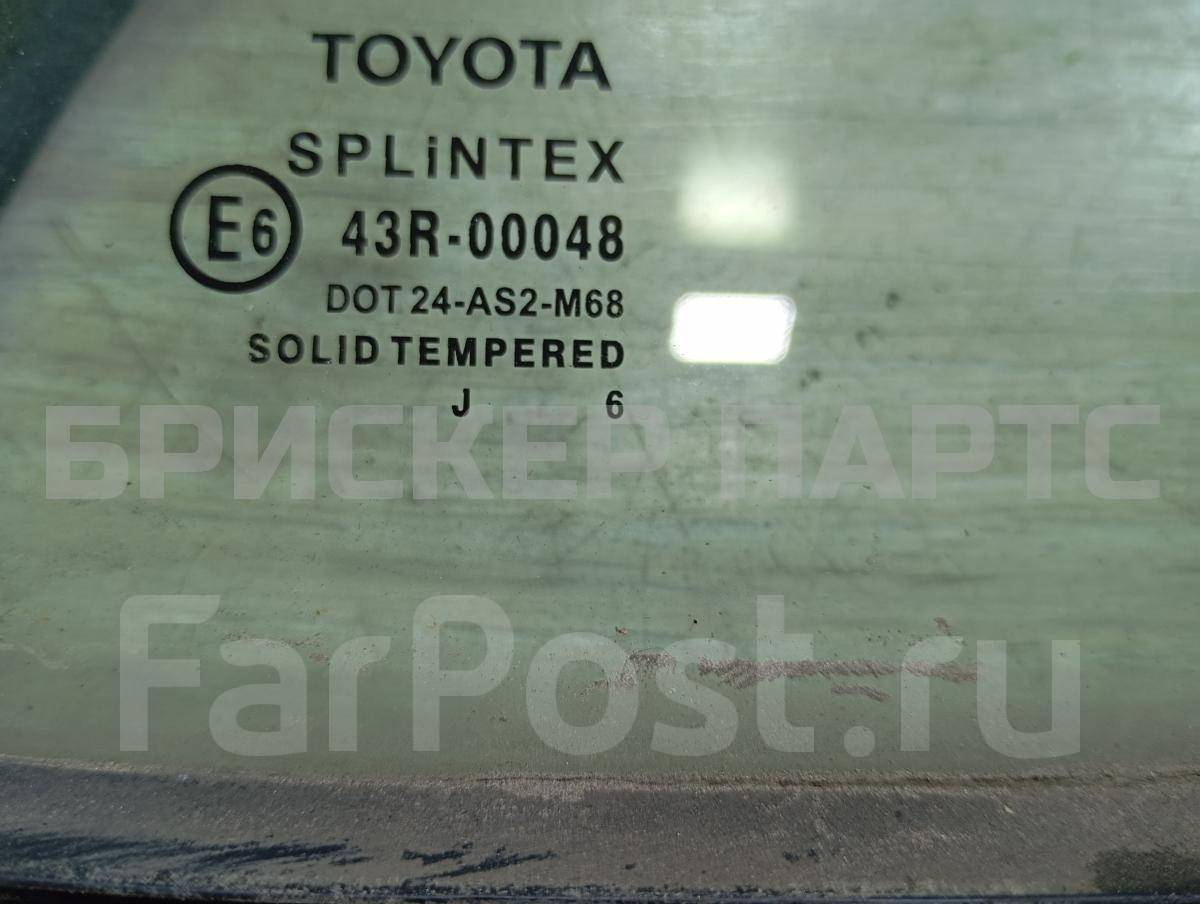 TOYOTA
SPLiNTEX
E6 43R-00048
DOT 24-AS2-M68
SOLID TEMPERED
J 6
БРИСКЕР ПАРТС
FarPost.ru